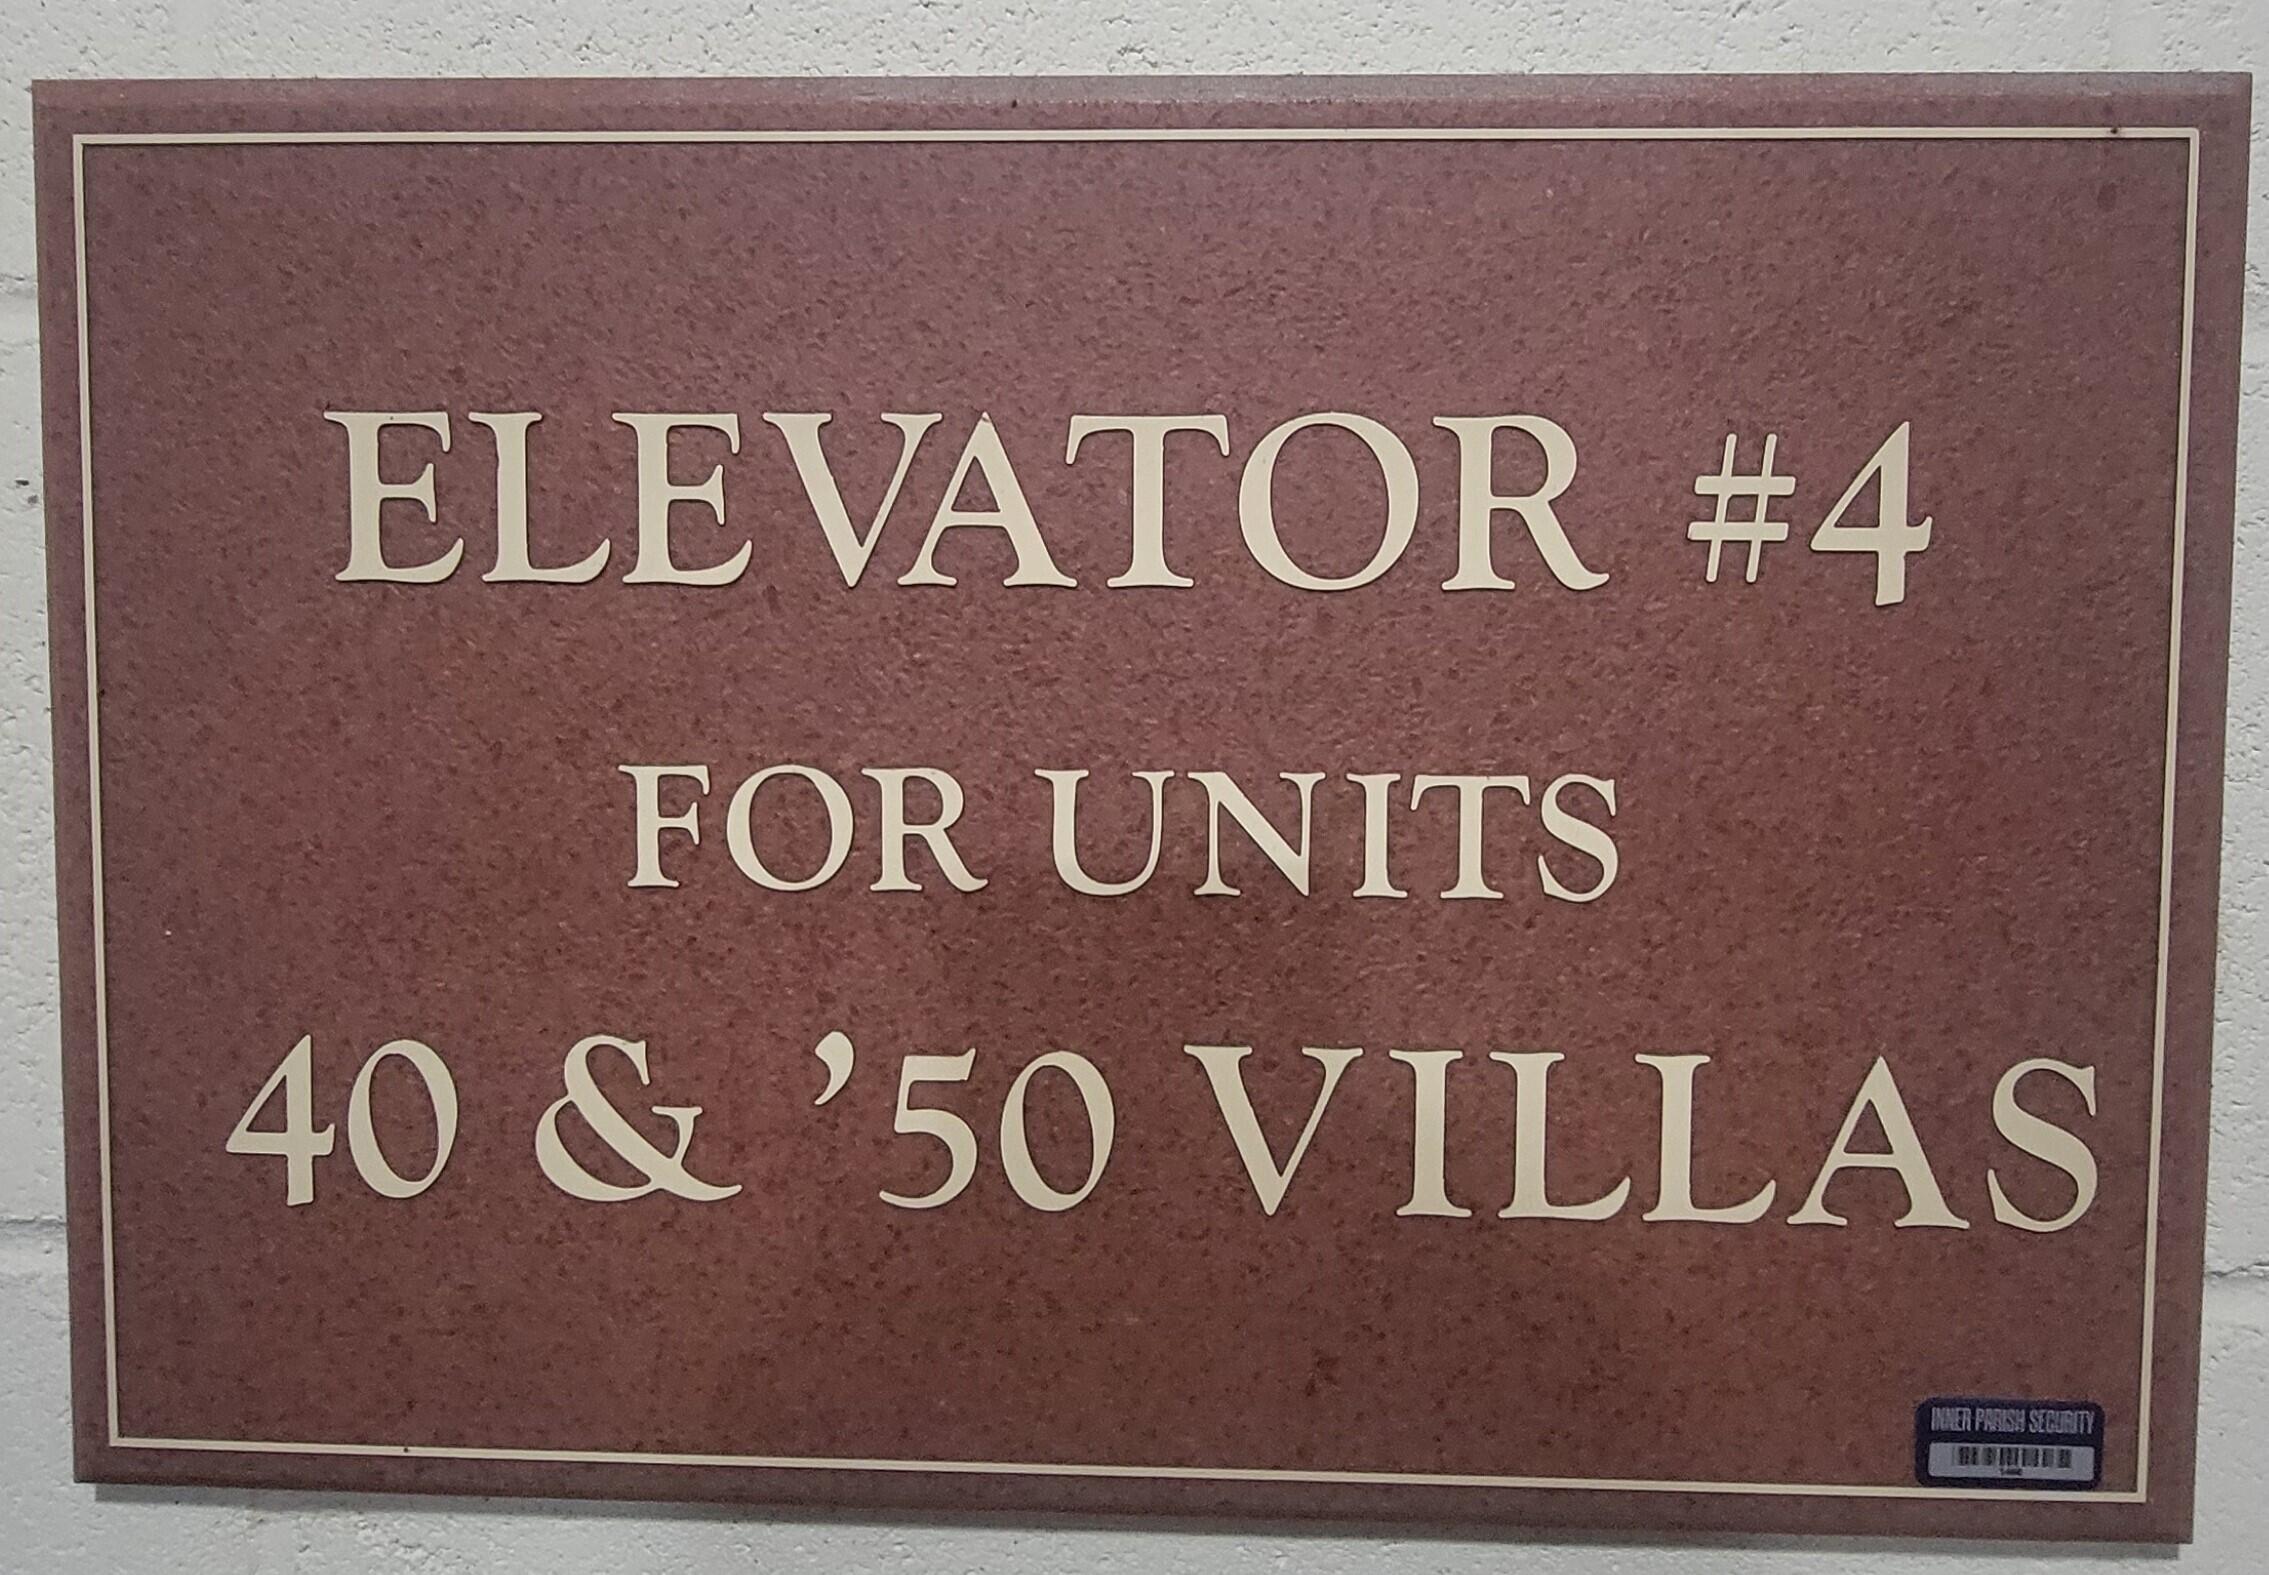 ELEVATOR #4
FOR UNITS
40 & ’50 VILLAS
INNER PARISH SECURITY